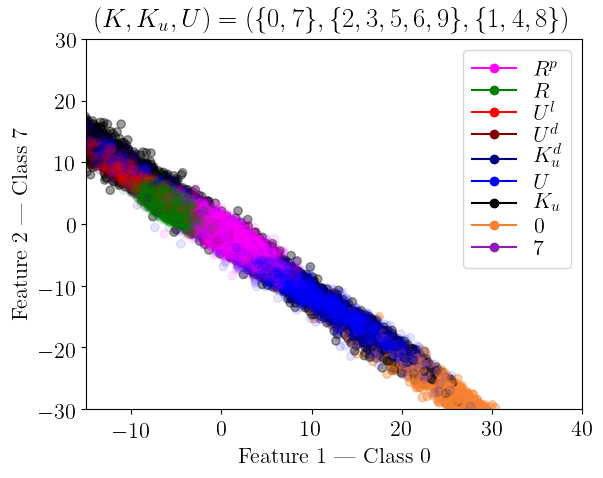 (K, K_u, U) = ({0, 7}, {2, 3, 5, 6, 9}, {1, 4, 8})
30
20
10
0
−10
−20
−30
Feature 2 — Class 7
R^p
R
U^l
U^d
K_u^d
U
K_u
0
7
−10
0
10
20
30
40
Feature 1 — Class 0